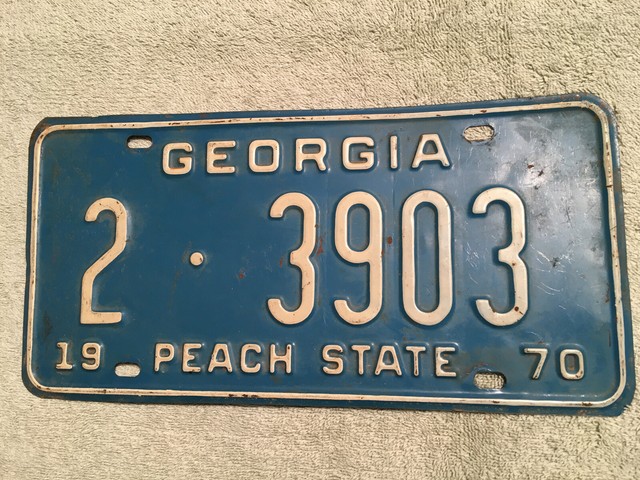 GEORGIA
2 · 3903
19 PEACH STATE 70